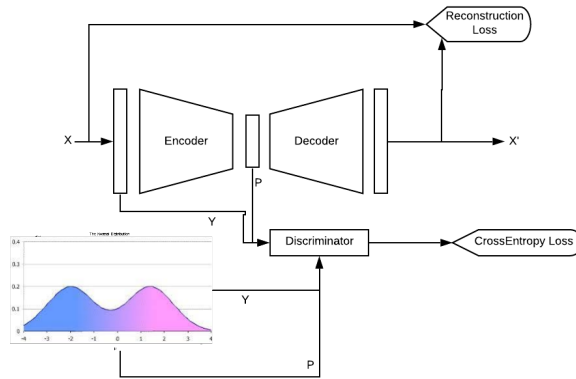 Reconstruction
Loss
X
Encoder
Decoder
X'
P
Y
Discriminator
CrossEntropy Loss
0.4
0.3
0.2
0.1
0
-4
-3
-2
-1
0
1
2
3
4
Y
P